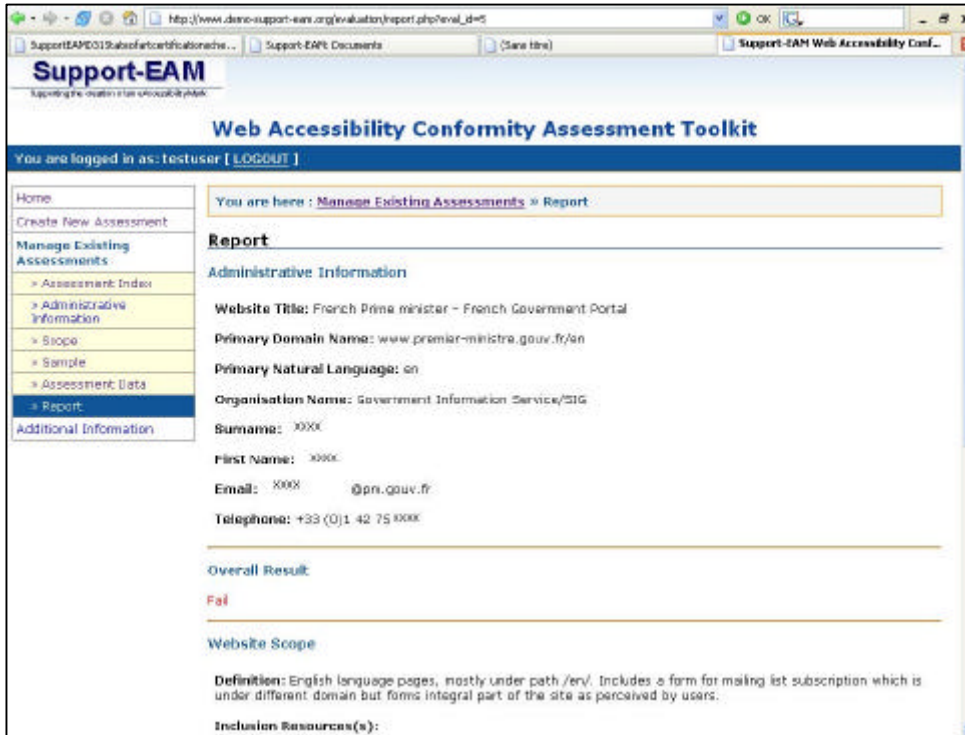 http://www.demo-support-eam.org/evaluation/report.php?eval_id=5
OK
Support-EAM: Documents
(Sans titre)
Support-EAM Web Accessibility Conf...
Support-EAM
Web Accessibility Conformity Assessment Toolkit
You are logged in as: testuser [ LOGOUT ]
Home
Create New Assessment
Manage Existing
Assessments
» Assessment Index
» Administrative
Information
» Scope
» Sample
» Assessment Data
» Report
Additional Information
You are here : Manage Existing Assessments » Report
Report
Administrative Information
Website Title: French Prime minister - French Government Portal
Primary Domain Name: www.premier-ministre.gouv.fr/en
Primary Natural Language: en
Organisation Name: Government Information Service/SIG
Surname: XXXX
First Name: XXXX
Email: XXXX @pm.gouv.fr
Telephone: +33 (0)1 42 75 XXXX
Overall Result
Fail
Website Scope
Definition: English language pages, mostly under path /en/. Includes a form for mailing list subscription which is
under different domain but forms integral part of the site as perceived by users.
Inclusion Resources(s):